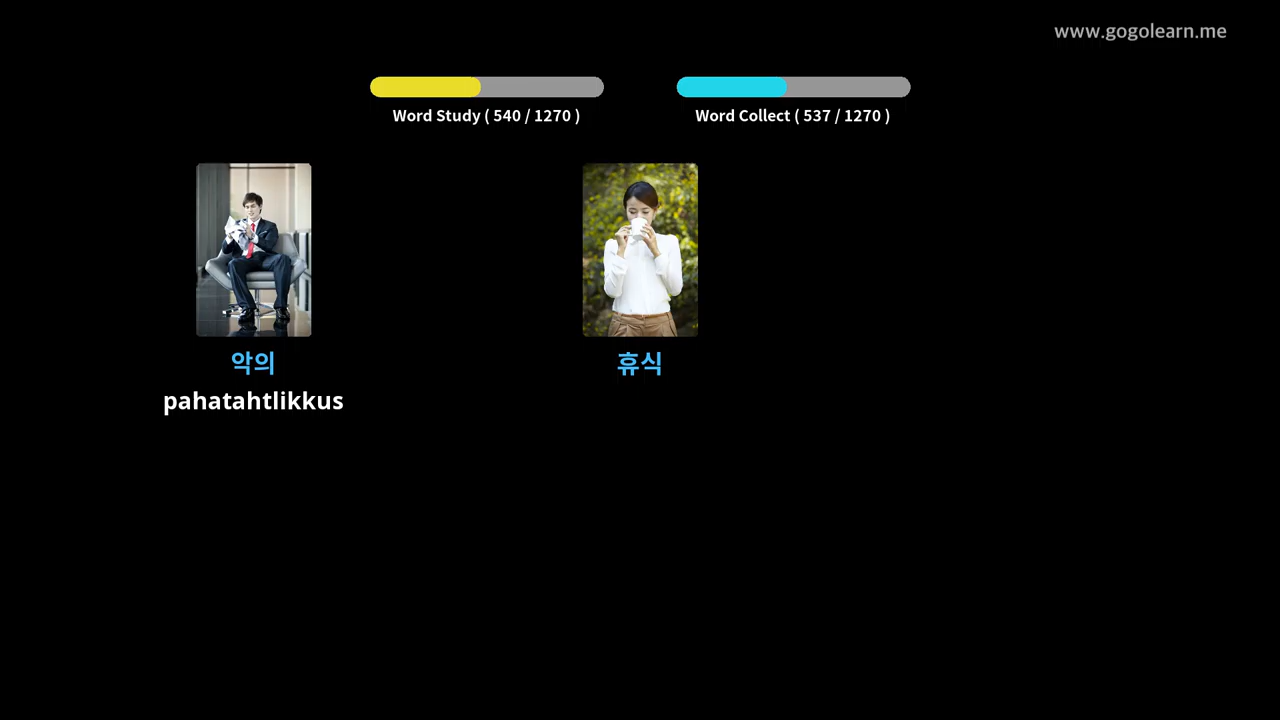 www.gogolearn.me
Word Study ( 540 / 1270 )
Word Collect ( 537 / 1270 )
악의
휴식
pahatahtlikkus